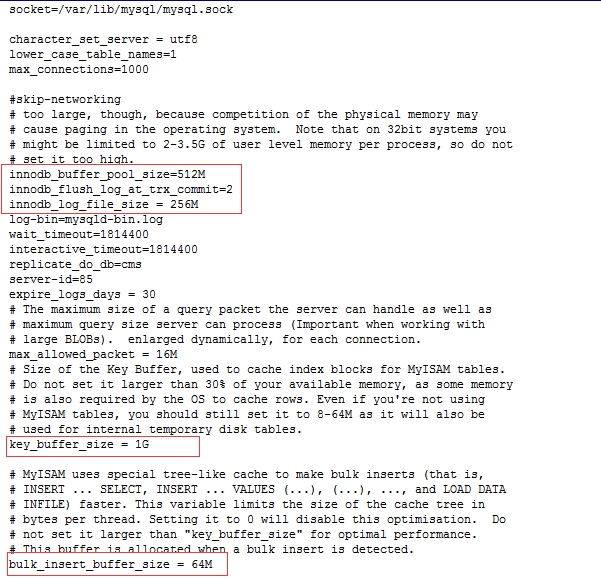 socket=/var/lib/mysql/mysql.sock
character_set_server = utf8
lower_case_table_names=1
max_connections=1000
#skip-networking
# too large, though, because competition of the physical memory may
# cause paging in the operating system.  Note that on 32bit systems you
# might be limited to 2-3.5G of user level memory per process, so do not
# set it too high.
innodb_buffer_pool_size=512M
innodb_flush_log_at_trx_commit=2
innodb_log_file_size = 256M
log-bin=mysqld-bin.log
wait_timeout=1814400
interactive_timeout=1814400
replicate_do_db=cms
server-id=85
expire_logs_days = 30
# The maximum size of a query packet the server can handle as well as
# maximum query size server can process (Important when working with
# large BLOBs).  enlarged dynamically, for each connection.
max_allowed_packet = 16M
# Size of the Key Buffer, used to cache index blocks for MyISAM tables.
# Do not set it larger than 30% of your available memory, as some memory
# is also required by the OS to cache rows. Even if you're not using
# MyISAM tables, you should still set it to 8-64M as it will also be
# used for internal temporary disk tables.
key_buffer_size = 1G
# MyISAM uses special tree-like cache to make bulk inserts (that is,
# INSERT ... SELECT, INSERT ... VALUES (...), (...), ..., and LOAD DATA
# INFILE) faster. This variable limits the size of the cache tree in
# bytes per thread. Setting it to 0 will disable this optimisation.  Do
# not set it larger than "key_buffer_size" for optimal performance.
# This buffer is allocated when a bulk insert is detected.
bulk_insert_buffer_size = 64M